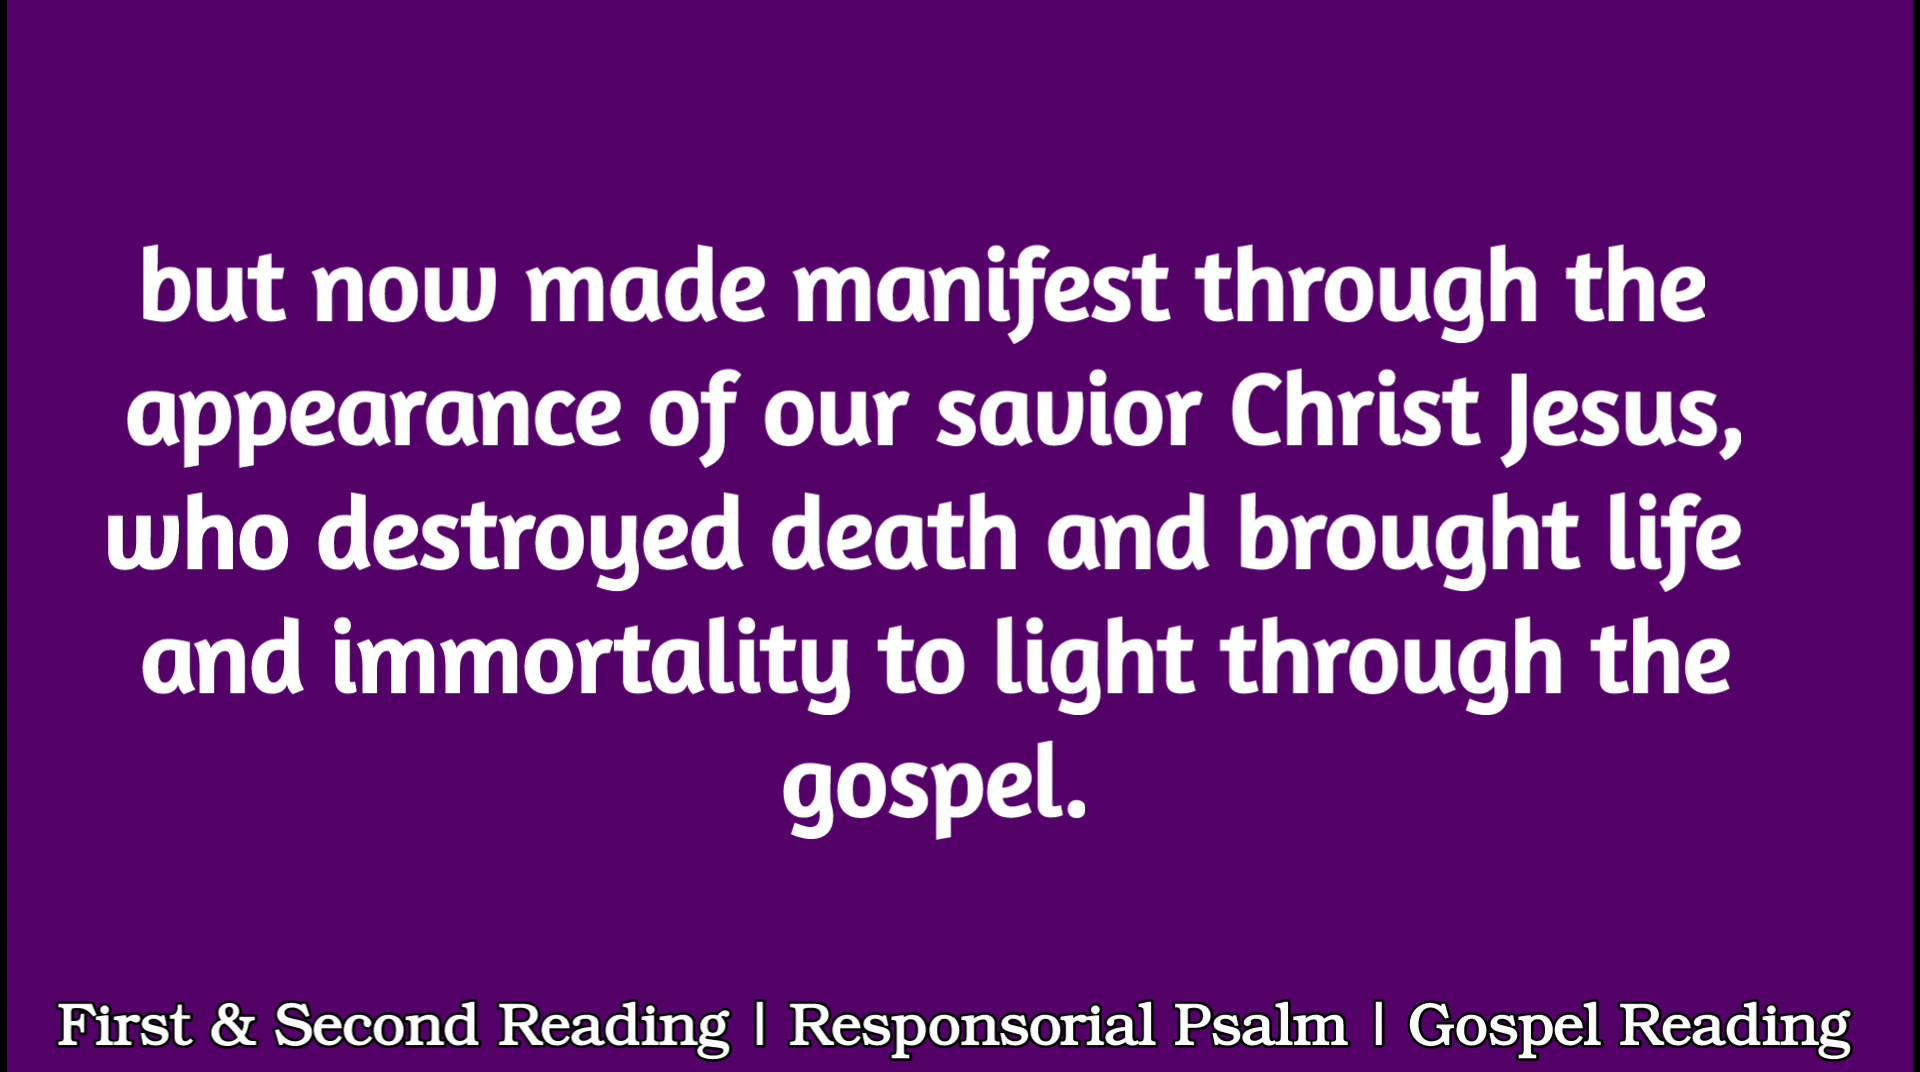 but now made manifest through the
appearance of our savior Christ Jesus,
who destroyed death and brought life
and immortality to light through the
gospel.
First & Second Reading | Responsorial Psalm | Gospel Reading